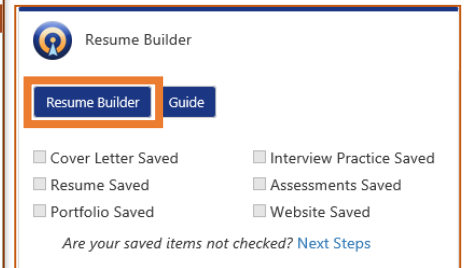 Resume Builder
Resume Builder Guide
Cover Letter Saved Interview Practice Saved
Resume Saved Assessments Saved
Portfolio Saved Website Saved
Are your saved items not checked? Next Steps